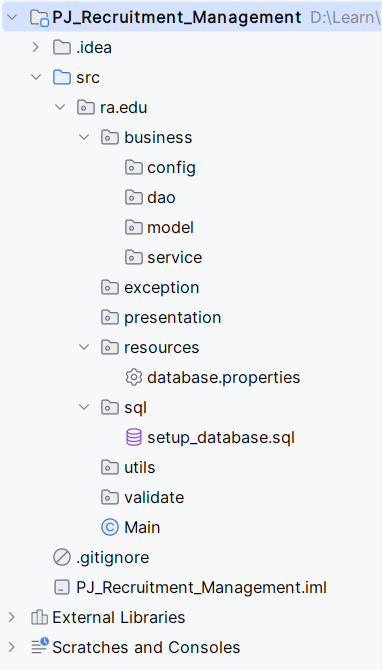 PJ_Recruitment_Management D:\Learn\
.idea
src
ra.edu
business
config
dao
model
service
exception
presentation
resources
database.properties
sql
setup_database.sql
utils
validate
Main
.gitignore
PJ_Recruitment_Management.iml
External Libraries
Scratches and Consoles